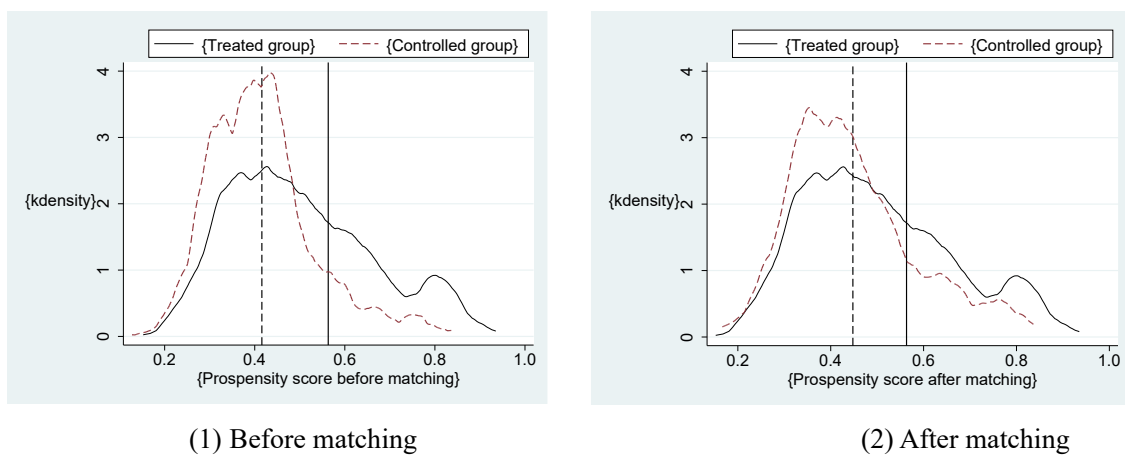 {Treated group} {Controlled group}
4
3
{kdensity} 2
1
0
0.2 0.4 0.6 0.8 1.0
{Prospensity score before matching}
(1) Before matching
{Treated group} {Controlled group}
4
3
{kdensity} 2
1
0
0.2 0.4 0.6 0.8 1.0
{Prospensity score after matching}
(2) After matching